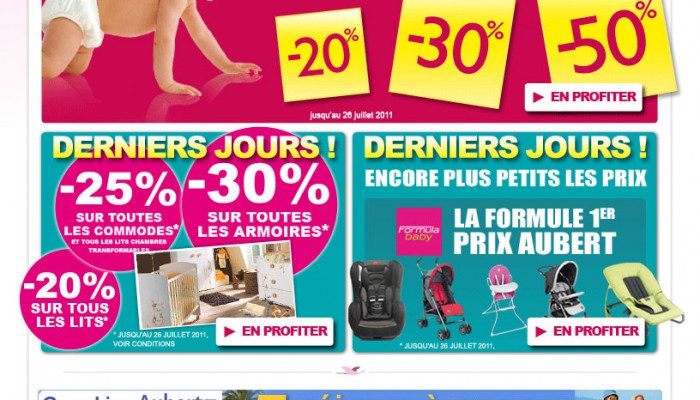 -20%
-30%
-50%
► EN PROFITER
jusqu'au 26 juillet 2011
DERNIERS JOURS !
-25%
SUR TOUTES
LES COMMODES*
ET TOUS LES LITS CHAMBRES
TRANSFORMABLES
-30%
SUR TOUTES
LES ARMOIRES*
-20%
SUR TOUS
LES LITS*
* JUSQU'AU 26 JUILLET 2011,
VOIR CONDITIONS
► EN PROFITER
DERNIERS JOURS !
ENCORE PLUS PETITS LES PRIX
Formula
baby
LA FORMULE 1ER
PRIX AUBERT
* JUSQU'AU 26 JUILLET 2011,
► EN PROFITER